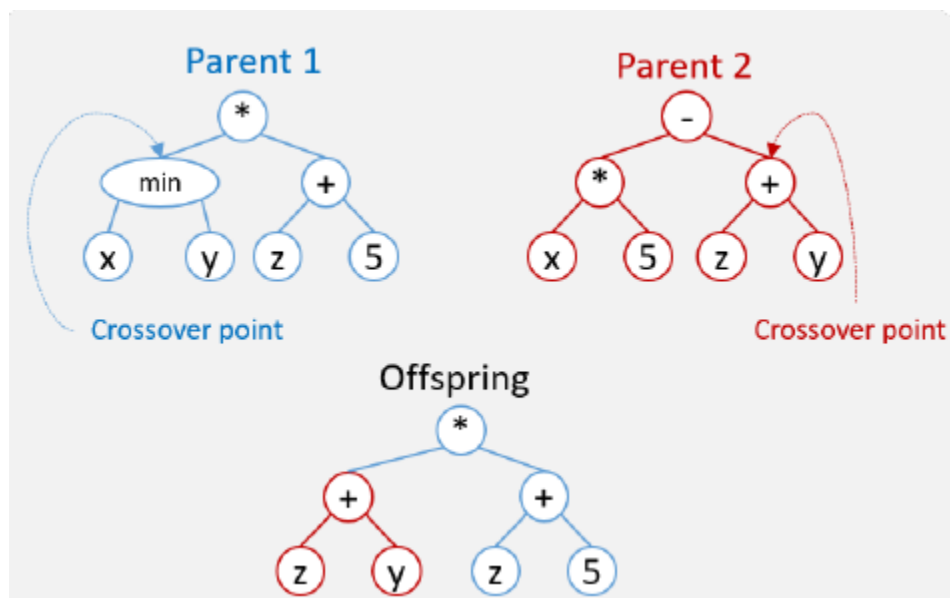 Parent 1
Parent 2
*
-
min
+
*
+
x
y
z
5
x
5
z
y
Crossover point
Crossover point
Offspring
*
+
+
z
y
z
5